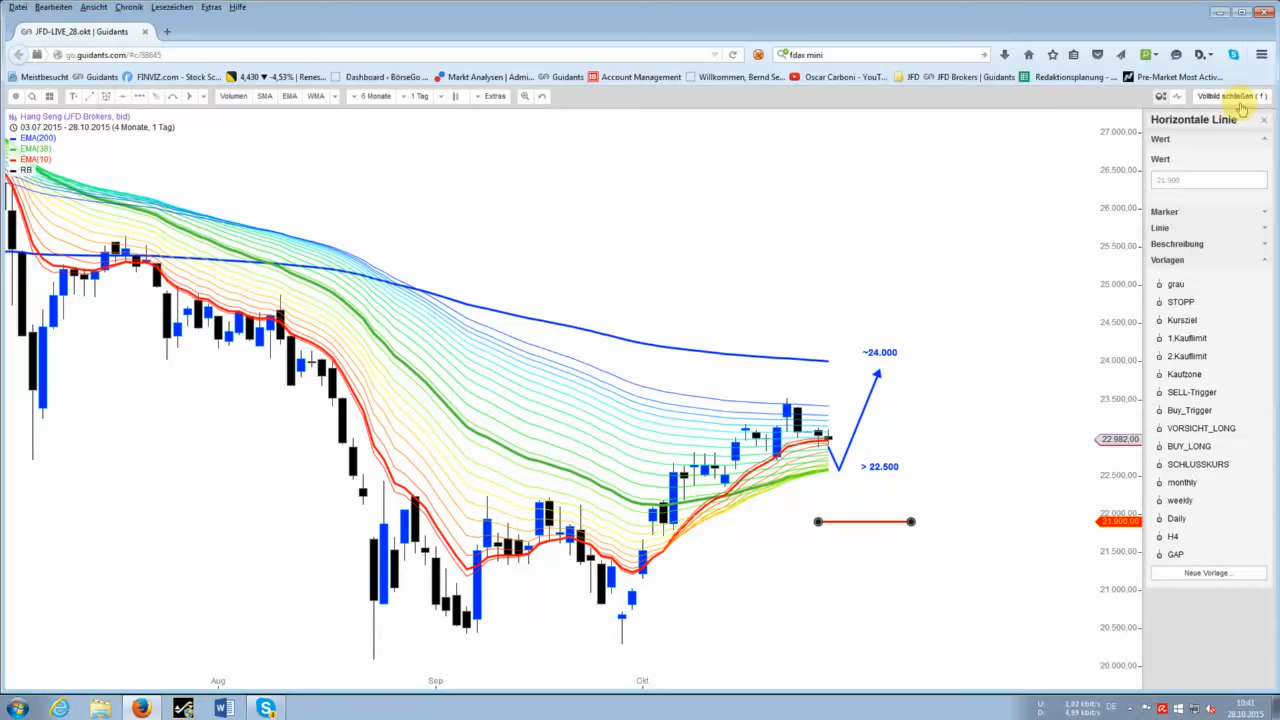 Datei Bearbeiten Ansicht Chronik Lesezeichen Extras Hilfe
JFD-LIVE_28.okt | Guidants
go.guidants.com/#c/88645
fdax mini
Meistbesucht Guidants FINVIZ.com - Stock Sc... 4,430 ▼ -4,53% | Renes... Dashboard ‹ BörseGo ... Markt Analysen | Admi... Guidants Account Management Willkommen, Bernd Se... Oscar Carboni - YouT... JFD JFD Brokers | Guidants Redaktionsplanung -... Pre-Market Most Activ...
Volumen SMA EMA WMA 6 Monate 1 Tag Extras Vollbild schließen ( f )
Hang Seng (JFD Brokers, bid)
03.07.2015 - 28.10.2015 (4 Monate, 1 Tag)
EMA(200)
EMA(38)
EMA(10)
RB
27.000,00
26.500,00
26.000,00
25.500,00
25.000,00
24.500,00
24.000,00
23.500,00
22.982,00
22.500,00
22.000,00
21.900,00
21.500,00
21.000,00
20.500,00
20.000,00
~24.000
> 22.500
Aug Sep Okt
Horizontale Linie
Wert
Wert
21.900
Marker
Linie
Beschreibung
Vorlagen
grau
STOPP
Kursziel
1.Kauflimit
2.Kauflimit
Kaufzone
SELL-Trigger
Buy_Trigger
VORSICHT_LONG
BUY_LONG
SCHLUSSKURS
monthly
weekly
Daily
H4
GAP
Neue Vorlage...
U: 1,02 kbit/s DE 10:41
D: 4,99 kbit/s 28.10.2015